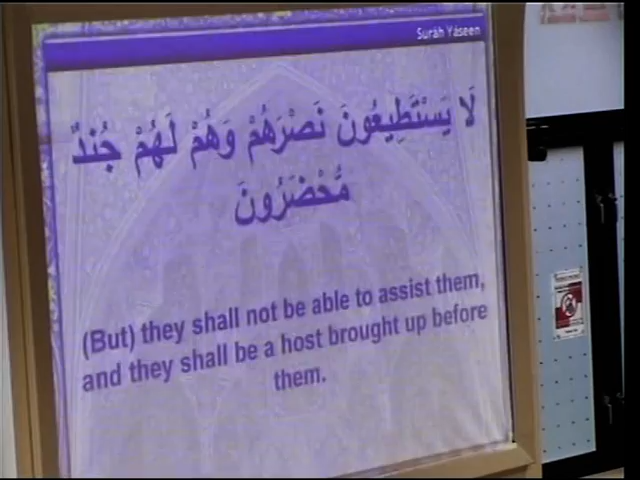 Surah Yaseen
لَا يَسْتَطِيعُونَ نَصْرَهُمْ وَهُمْ لَهُمْ جُندٌ
مُّحْضَرُونَ
(But) they shall not be able to assist them,
and they shall be a host brought up before
them.